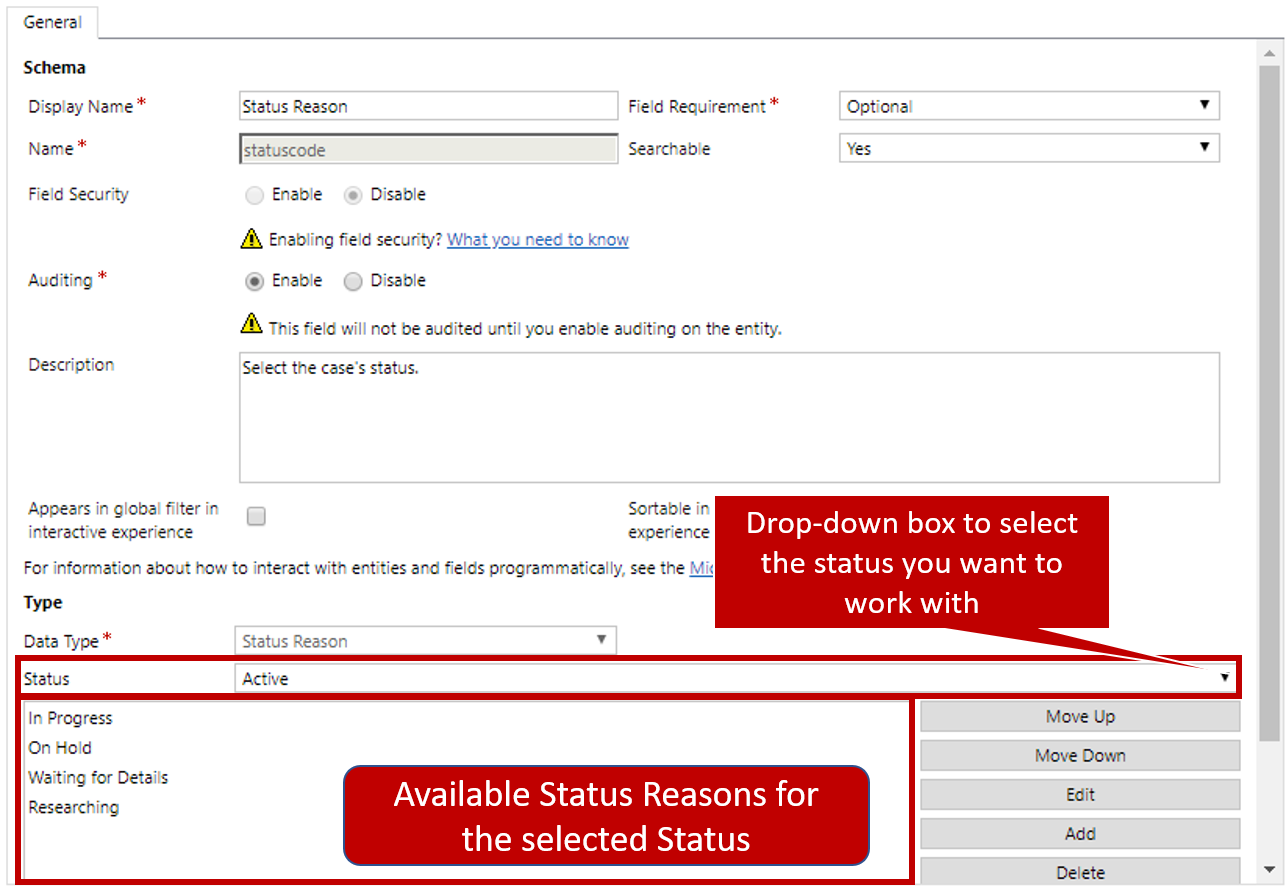 General
Schema
Display Name * Status Reason Field Requirement * Optional
Name * statuscode Searchable Yes
Field Security Enable Disable
Enabling field security? What you need to know
Auditing * Enable Disable
This field will not be audited until you enable auditing on the entity.
Description Select the case's status.
Appears in global filter in
interactive experience
Sortable in
experience
For information about how to interact with entities and fields programmatically, see the
Drop-down box to select
the status you want to
work with
Type
Data Type * Status Reason
Status Active
In Progress
On Hold
Waiting for Details
Researching
Available Status Reasons for
the selected Status
Move Up
Move Down
Edit
Add
Delete